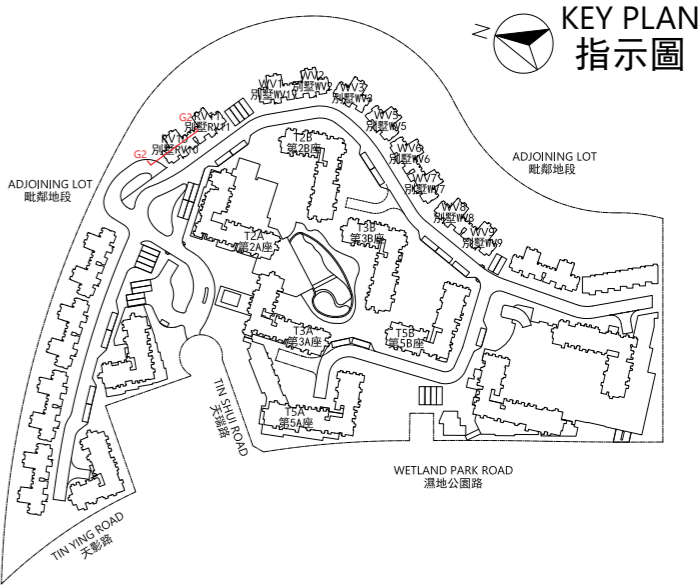 KEY PLAN
指示圖
N
WV1
別墅WV1
WV2
別墅WV2
WV3
別墅WV3
WV5
別墅WV5
WV6
別墅WV6
WV7
別墅WV7
WV8
別墅WV8
WV9
別墅WV9
G2
RV11
別墅RV11
RV10
別墅RV10
G2
ADJOINING LOT
毗鄰地段
ADJOINING LOT
毗鄰地段
T2B
第2B座
T2A
第2A座
T3B
第3B座
T3A
第3A座
T5B
第5B座
T5A
第5A座
TIN SHUI ROAD
天瑞路
WETLAND PARK ROAD
濕地公園路
TIN YING ROAD
天影路